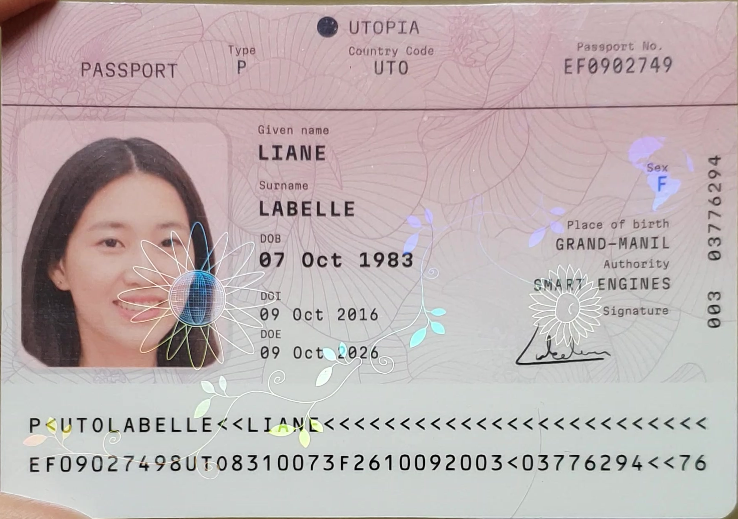 UTOPIA
PASSPORT
Type
P
Country Code
UTO
Passport No.
EF0902749
Given name
LIANE
Surname
LABELLE
DOB
07 Oct 1983
DGI
09 Oct 2016
DOE
09 Oct 2026
Sex
F
Place of birth
GRAND-MANIL
Authority
SMART ENGINES
Signature
003 03776294
P<UTOLABELLE<<LIANE<<<<<<<<<<<<<<<<<<<<<<<<<
EF09027498UTO8310073F2610092003<03776294<<76